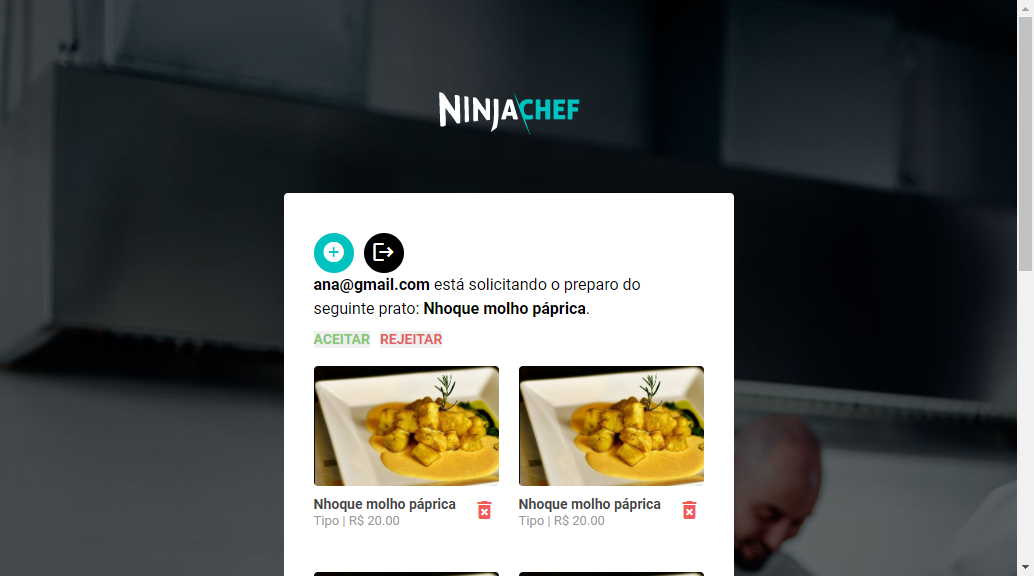 NINJACHEF
ana@gmail.com está solicitando o preparo do
seguinte prato: Nhoque molho páprica.
ACEITAR REJEITAR
Nhoque molho páprica
Tipo | R$ 20.00
Nhoque molho páprica
Tipo | R$ 20.00